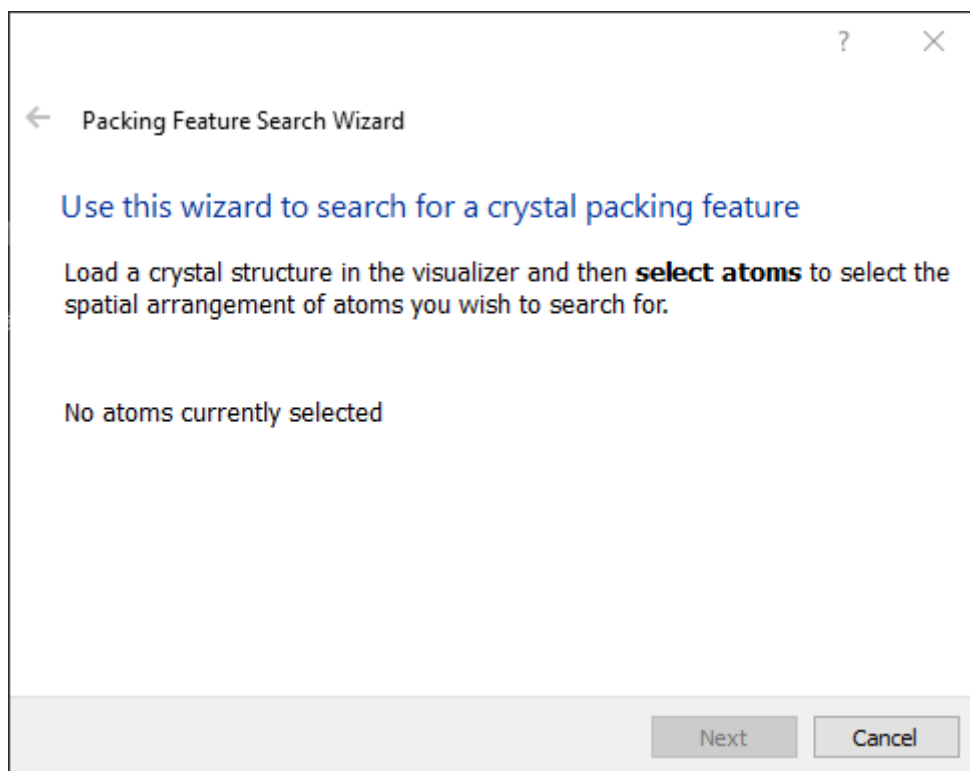 ?
Packing Feature Search Wizard
Use this wizard to search for a crystal packing feature
Load a crystal structure in the visualizer and then select atoms to select the
spatial arrangement of atoms you wish to search for.
No atoms currently selected
Next Cancel